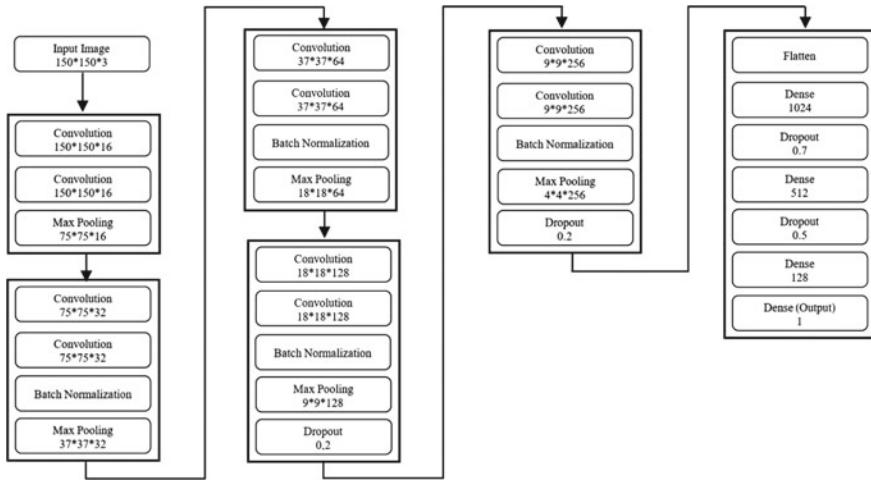 Input Image
150*150*3
Convolution
150*150*16
Convolution
150*150*16
Max Pooling
75*75*16
Convolution
75*75*32
Convolution
75*75*32
Batch Normalization
Max Pooling
37*37*32
Convolution
37*37*64
Convolution
37*37*64
Batch Normalization
Max Pooling
18*18*64
Convolution
18*18*128
Convolution
18*18*128
Batch Normalization
Max Pooling
9*9*128
Dropout
0.2
Convolution
9*9*256
Convolution
9*9*256
Batch Normalization
Max Pooling
4*4*256
Dropout
0.2
Flatten
Dense
1024
Dropout
0.7
Dense
512
Dropout
0.5
Dense
128
Dense (Output)
1